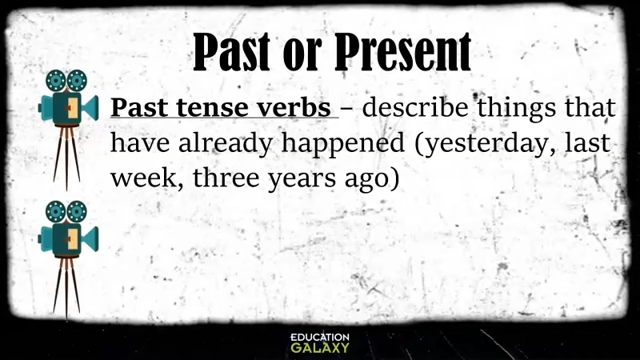 Past or Present
Past tense verbs – describe things that
have already happened (yesterday, last
week, three years ago)
EDUCATION
GALAXY